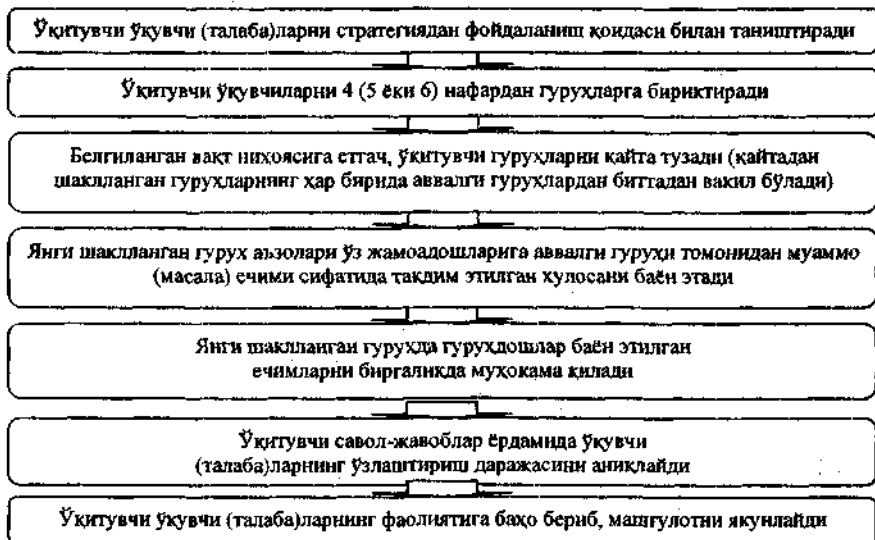 Ўқитувчи ўқувчи (талаба)ларни стратегиядан фойдаланиш қоидаси билан таништиради
Ўқитувчи ўқувчиларни 4 (5 ёки 6) нафардан гуруҳларга бириктиради
Белгиланган вақт ниҳоясига етгач, ўқитувчи гуруҳларни қайта тузади (қайтадан
шаклланган гуруҳларнинг ҳар бирида аввалги гуруҳлардан биттадан вакил бўлади)
Янги шаклланган гуруҳ аъзолари ўз жамоадошларига аввалги гуруҳи томонидан муаммо
(масала) ечими сифатида тақдим этилган хулосани баён этади
Янги шаклланган гуруҳда гуруҳдошлар баён этилган
ечимларни биргаликда муҳокама қилади
Ўқитувчи савол-жавоблар ёрдамида ўқувчи
(талаба)ларнинг ўзлаштириш даражасини аниқлайди
Ўқитувчи ўқувчи (талаба)ларнинг фаолиятига баҳо бериб, машғулотни якунлайди